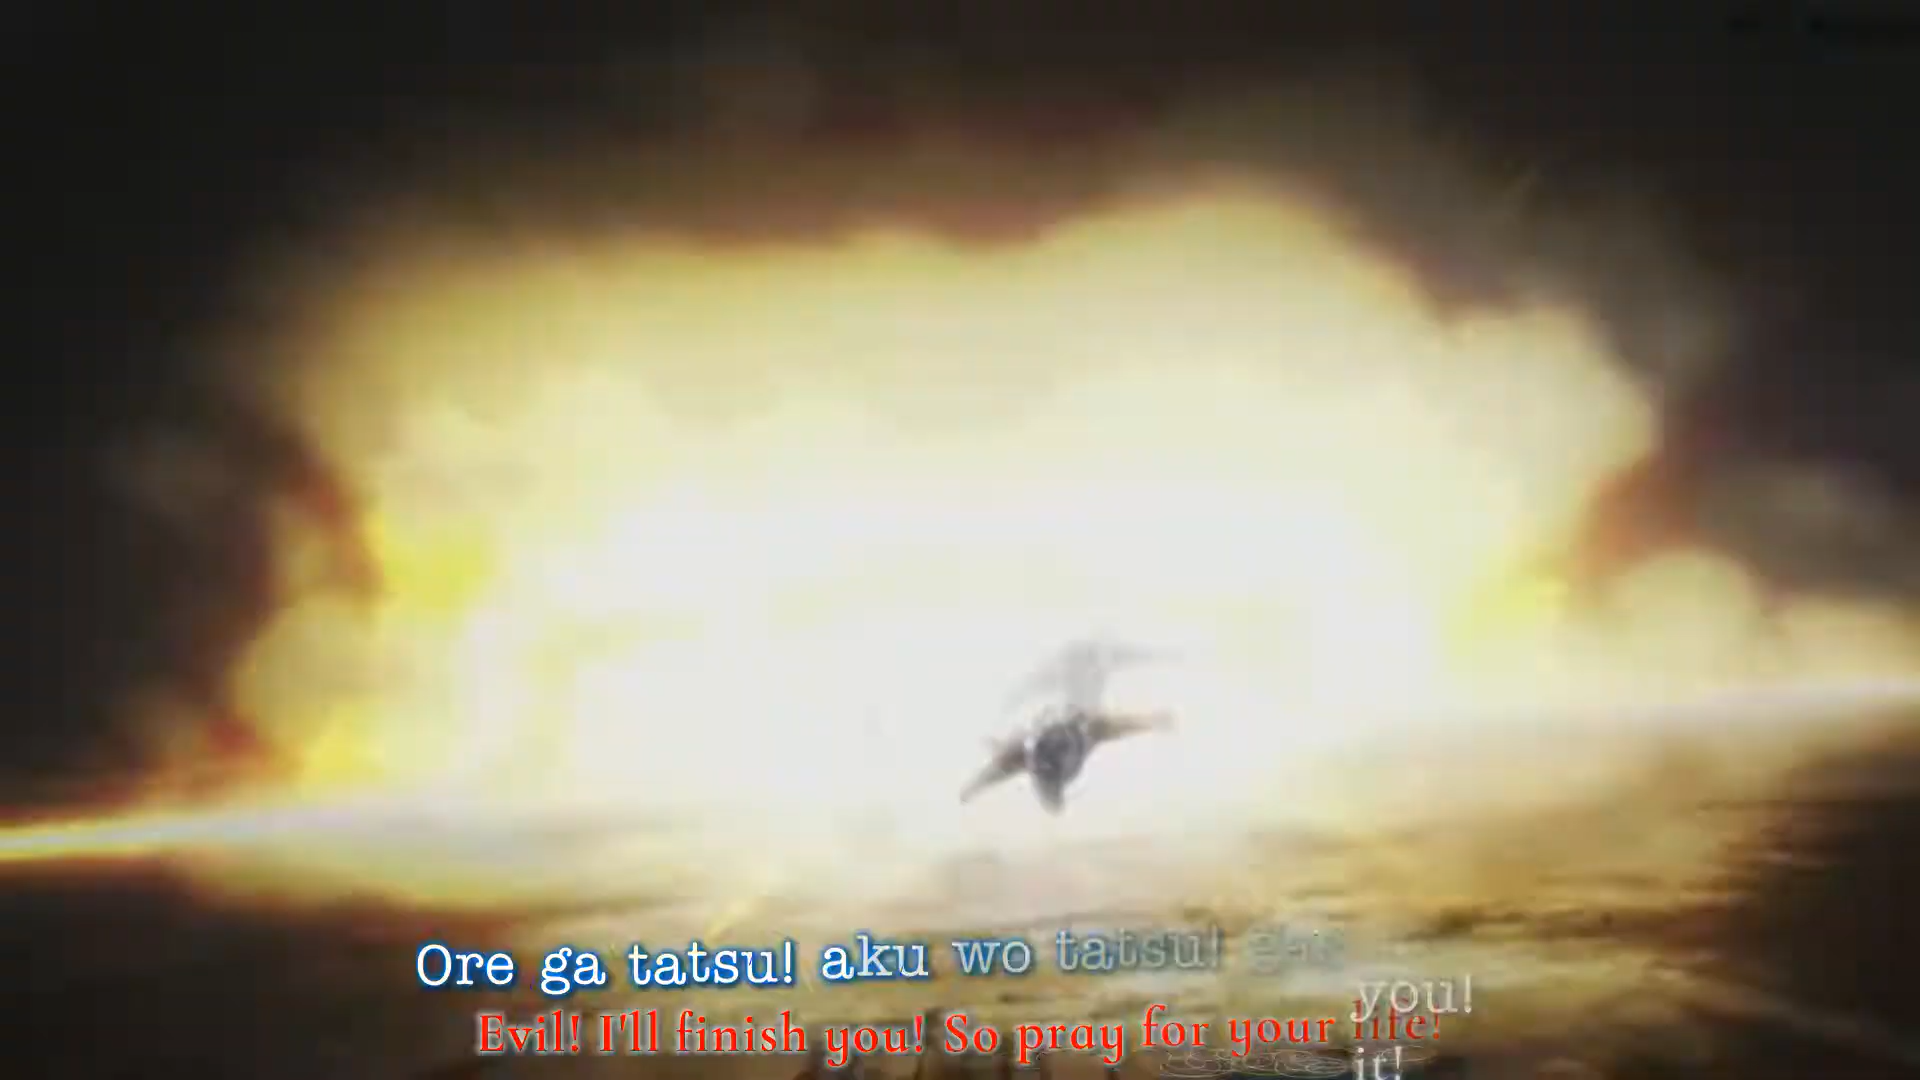 Ore ga tatsu! aku wo tatsu!
you!
Evil! I'll finish you! So pray for your life!
it!